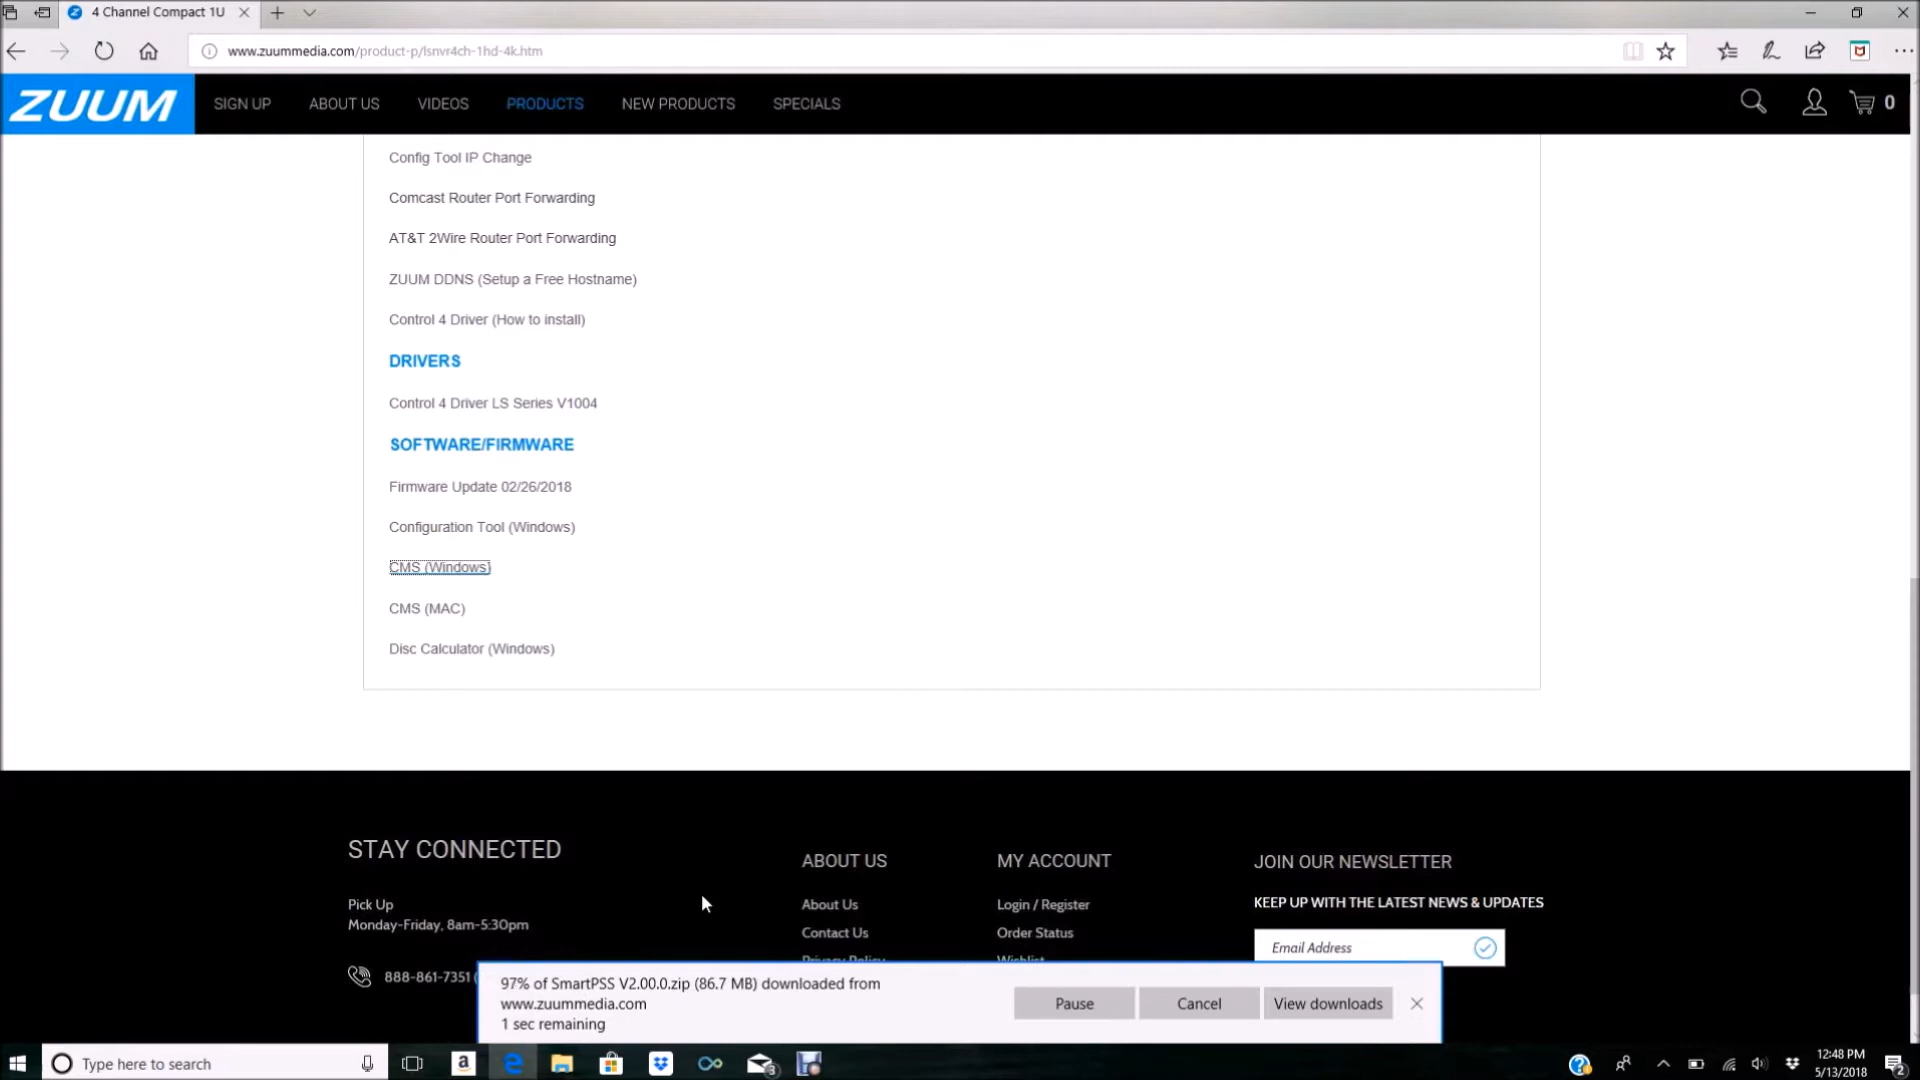 4 Channel Compact 1U
www.zuummedia.com/product-p/lsnvr4ch-1hd-4k.htm
ZUUM
SIGN UP
ABOUT US
VIDEOS
PRODUCTS
NEW PRODUCTS
SPECIALS
0
Config Tool IP Change
Comcast Router Port Forwarding
AT&T 2Wire Router Port Forwarding
ZUUM DDNS (Setup a Free Hostname)
Control 4 Driver (How to install)
DRIVERS
Control 4 Driver LS Series V1004
SOFTWARE/FIRMWARE
Firmware Update 02/26/2018
Configuration Tool (Windows)
CMS (Windows)
CMS (MAC)
Disc Calculator (Windows)
STAY CONNECTED
Pick Up
Monday-Friday, 8am-5:30pm
888-861-7351 (
ABOUT US
About Us
Contact Us
Privacy Policy
MY ACCOUNT
Login / Register
Order Status
Wishlist
JOIN OUR NEWSLETTER
KEEP UP WITH THE LATEST NEWS & UPDATES
Email Address
97% of SmartPSS V2.00.0.zip (86.7 MB) downloaded from
www.zuummedia.com
1 sec remaining
Pause
Cancel
View downloads
Type here to search
a
3
12:48 PM
5/13/2018
2